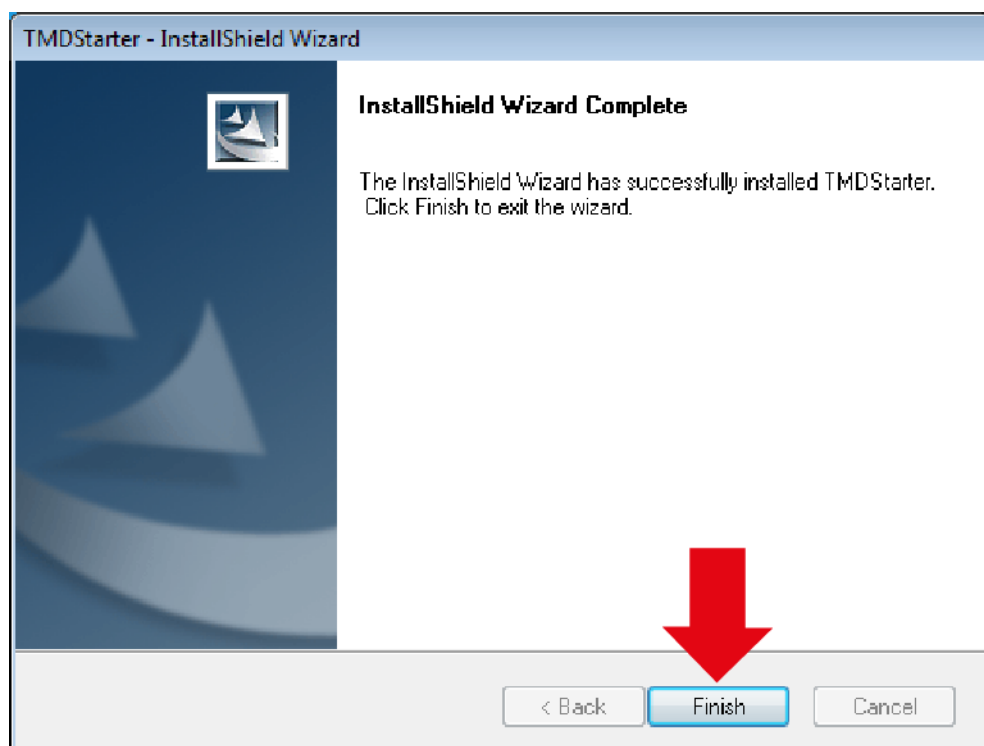 TMDStarter - InstallShield Wizard
InstallShield Wizard Complete
The InstallShield Wizard has successfully installed TMDStarter.
Click Finish to exit the wizard.
< Back
Finish
Cancel